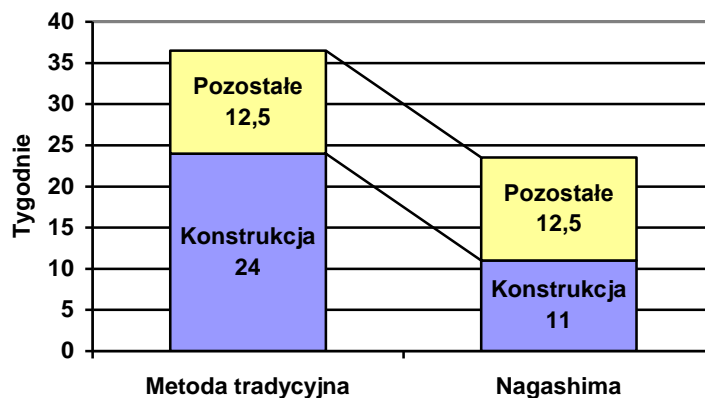 40
35
30
25
20
15
10
5
0
Tygodnie
Pozostałe
12,5
Konstrukcja
24
Pozostałe
12,5
Konstrukcja
11
Metoda tradycyjna
Nagashima